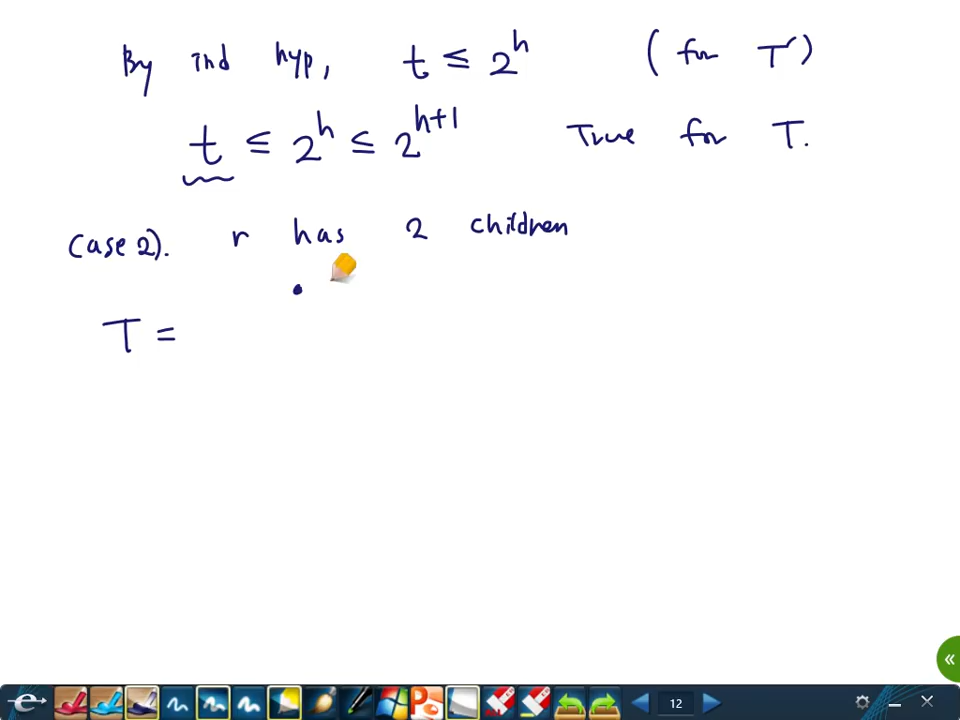 By ind hyp, t ≤ 2^h (for T')
t ≤ 2^h ≤ 2^{h+1} True for T.
Case 2). r has 2 children
T =
12